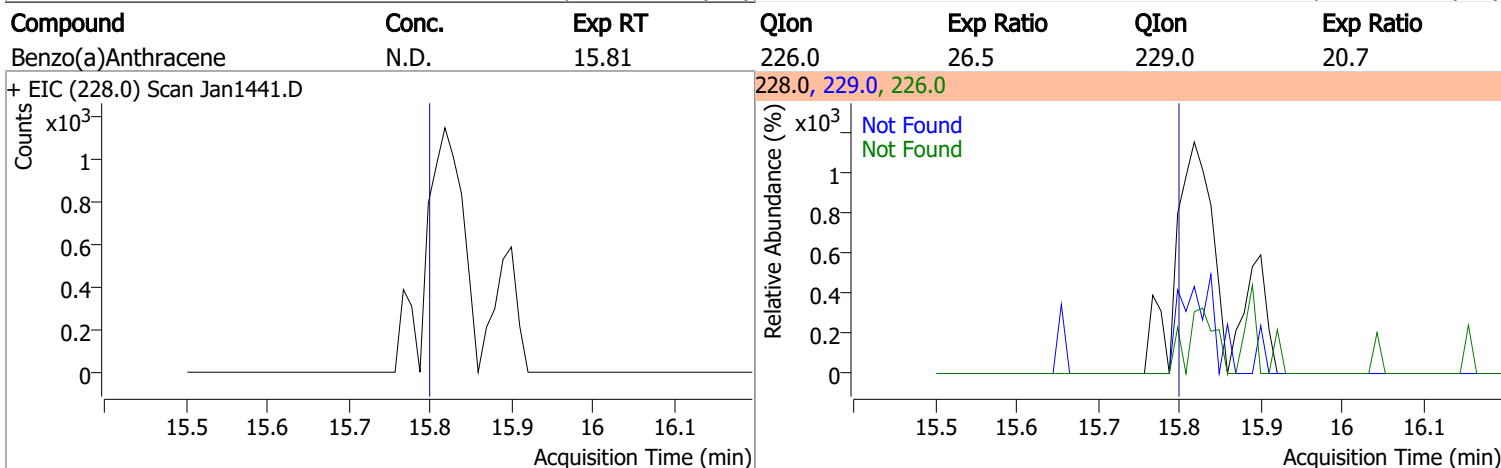 Compound Conc. Exp RT QIon Exp Ratio QIon Exp Ratio
Benzo(a)Anthracene N.D. 15.81 226.0 26.5 229.0 20.7
+ EIC (228.0) Scan Jan1441.D
Counts
x10³
1
0.8
0.6
0.4
0.2
0
15.5 15.6 15.7 15.8 15.9 16 16.1
Acquisition Time (min)
228.0, 229.0, 226.0
Relative Abundance (%)
x10³
Not Found
Not Found
1
0.8
0.6
0.4
0.2
0
15.5 15.6 15.7 15.8 15.9 16 16.1
Acquisition Time (min)